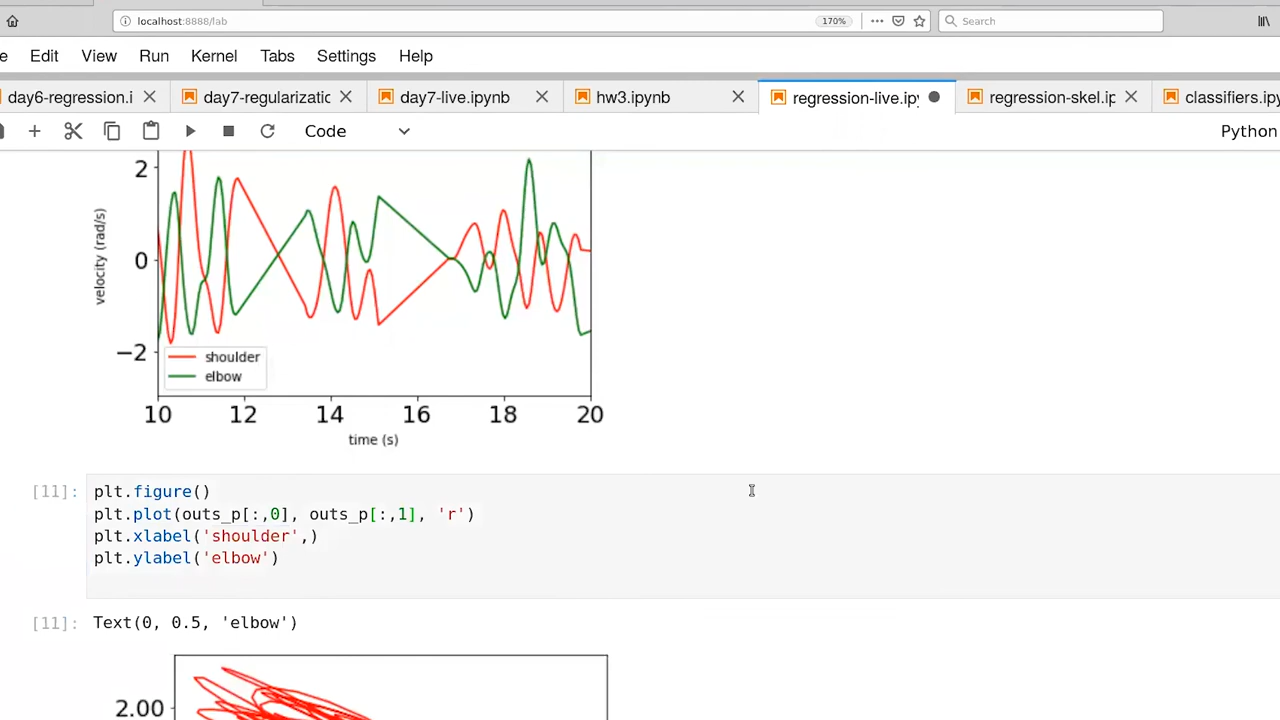 localhost:8888/lab
170%
Search
e Edit View Run Kernel Tabs Settings Help
day6-regression.i
day7-regularizatic
day7-live.ipynb
hw3.ipynb
regression-live.ipy
regression-skel.ip
classifiers.ipy
Code
Python
2
0
−2
velocity (rad/s)
shoulder
elbow
10 12 14 16 18 20
time (s)
[11]: plt.figure()
plt.plot(outs_p[:,0], outs_p[:,1], 'r')
plt.xlabel('shoulder',)
plt.ylabel('elbow')
[11]: Text(0, 0.5, 'elbow')
2.00